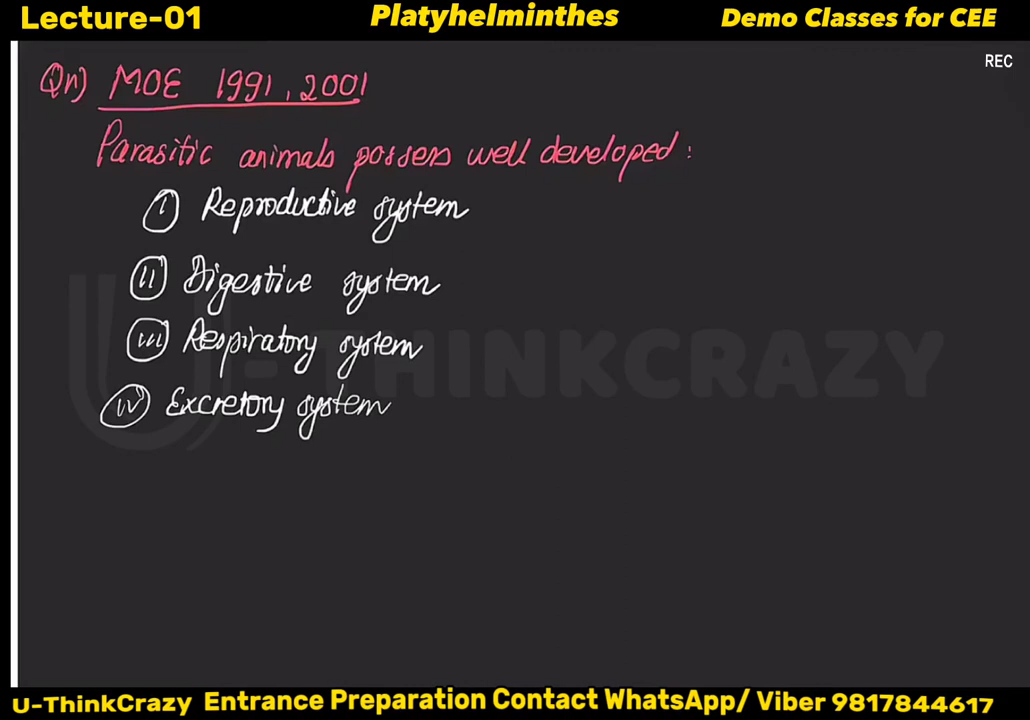 Lecture-01 Platyhelminthes Demo Classes for CEE
REC
Qn) MOE 1991, 2001
Parasitic animals possess well developed :
i Reproductive system
ii Digestive system
iii Respiratory system
iv Excretory system
U-THINKCRAZY
U-ThinkCrazy Entrance Preparation Contact WhatsApp/ Viber 9817844617